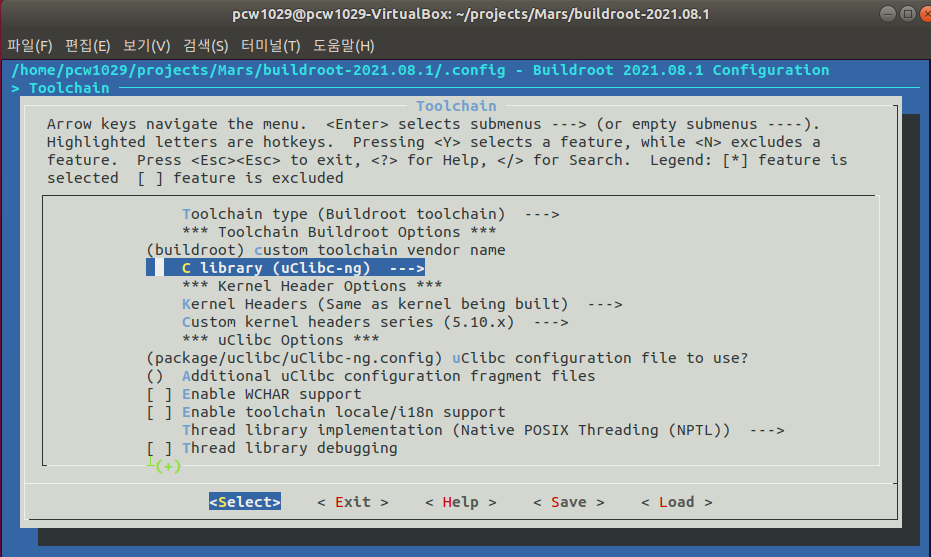 pcw1029@pcw1029-VirtualBox: ~/projects/Mars/buildroot-2021.08.1
파일(F) 편집(E) 보기(V) 검색(S) 터미널(T) 도움말(H)
/home/pcw1029/projects/Mars/buildroot-2021.08.1/.config - Buildroot 2021.08.1 Configuration
> Toolchain
Toolchain
Arrow keys navigate the menu.  <Enter> selects submenus ---> (or empty submenus ----).
Highlighted letters are hotkeys.  Pressing <Y> selects a feature, while <N> excludes a
feature.  Press <Esc><Esc> to exit, <?> for Help, </> for Search.  Legend: [*] feature is
selected  [ ] feature is excluded
Toolchain type (Buildroot toolchain)  --->
*** Toolchain Buildroot Options ***
(buildroot) custom toolchain vendor name
C library (uClibc-ng)  --->
*** Kernel Header Options ***
Kernel Headers (Same as kernel being built)  --->
Custom kernel headers series (5.10.x)  --->
*** uClibc Options ***
(package/uclibc/uClibc-ng.config) uClibc configuration file to use?
()  Additional uClibc configuration fragment files
[ ] Enable WCHAR support
[ ] Enable toolchain locale/i18n support
Thread library implementation (Native POSIX Threading (NPTL))  --->
[ ] Thread library debugging
(+)
<Select>    < Exit >    < Help >    < Save >    < Load >